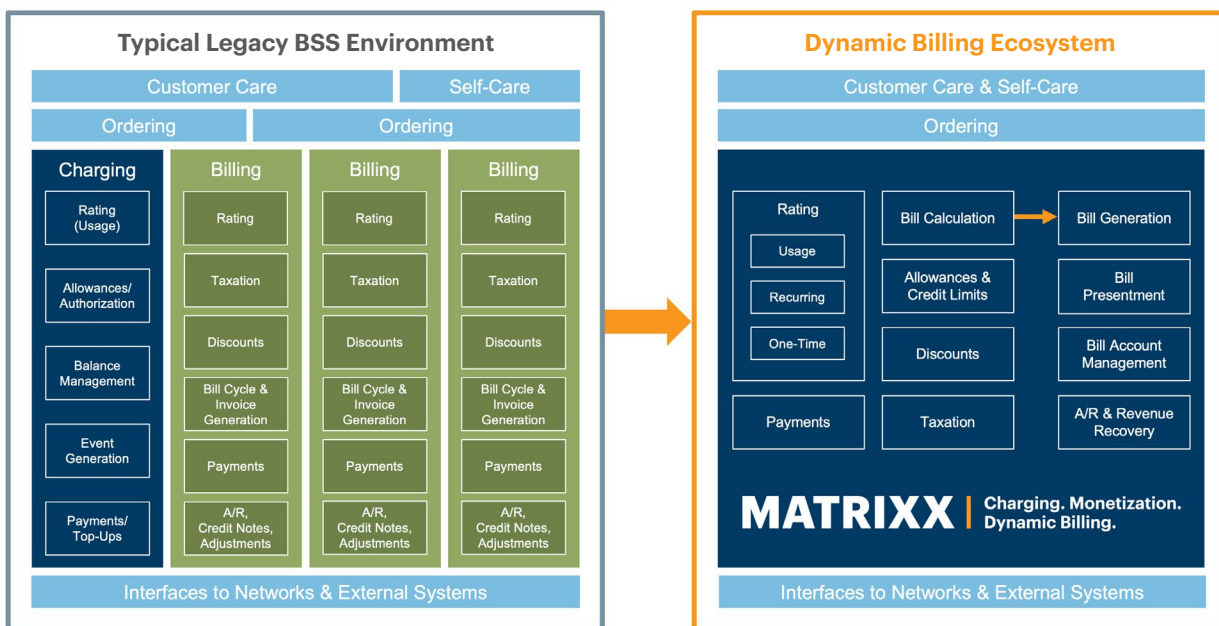 Typical Legacy BSS Environment
Customer Care
Self-Care
Ordering
Ordering
Charging
Rating
(Usage)
Allowances/
Authorization
Balance
Management
Event
Generation
Payments/
Top-Ups
Billing
Rating
Taxation
Discounts
Bill Cycle &
Invoice
Generation
Payments
A/R,
Credit Notes,
Adjustments
Billing
Rating
Taxation
Discounts
Bill Cycle &
Invoice
Generation
Payments
A/R,
Credit Notes,
Adjustments
Billing
Rating
Taxation
Discounts
Bill Cycle &
Invoice
Generation
Payments
A/R,
Credit Notes,
Adjustments
Interfaces to Networks & External Systems
Dynamic Billing Ecosystem
Customer Care & Self-Care
Ordering
Rating
Usage
Recurring
One-Time
Payments
Bill Calculation
Allowances &
Credit Limits
Discounts
Taxation
Bill Generation
Bill
Presentment
Bill Account
Management
A/R & Revenue
Recovery
MATRIXX
Charging. Monetization.
Dynamic Billing.
Interfaces to Networks & External Systems